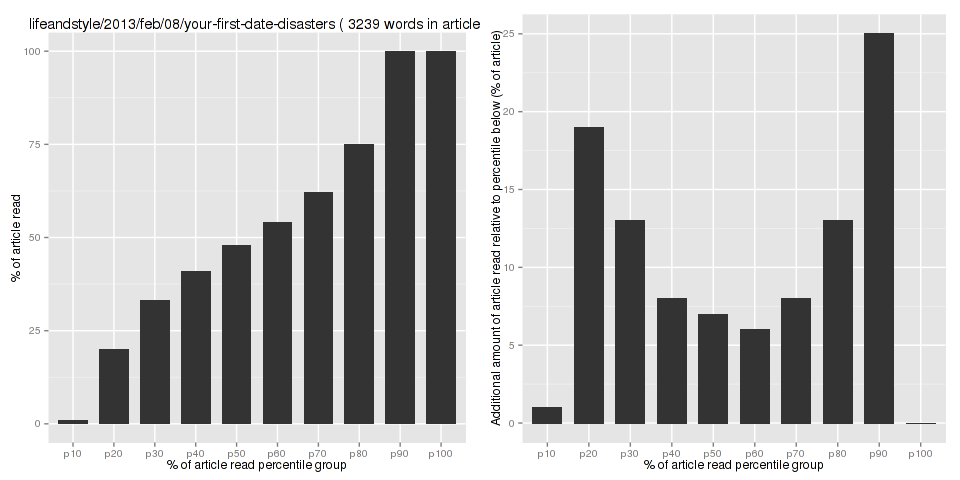 lifeandstyle/2013/feb/08/your-first-date-disasters ( 3239 words in article
% of article read
100
75
50
25
0
p10 p20 p30 p40 p50 p60 p70 p80 p90 p100
% of article read percentile group
Additional amount of article read relative to percentile below (% of article)
25
20
15
10
5
0
p10 p20 p30 p40 p50 p60 p70 p80 p90 p100
% of article read percentile group